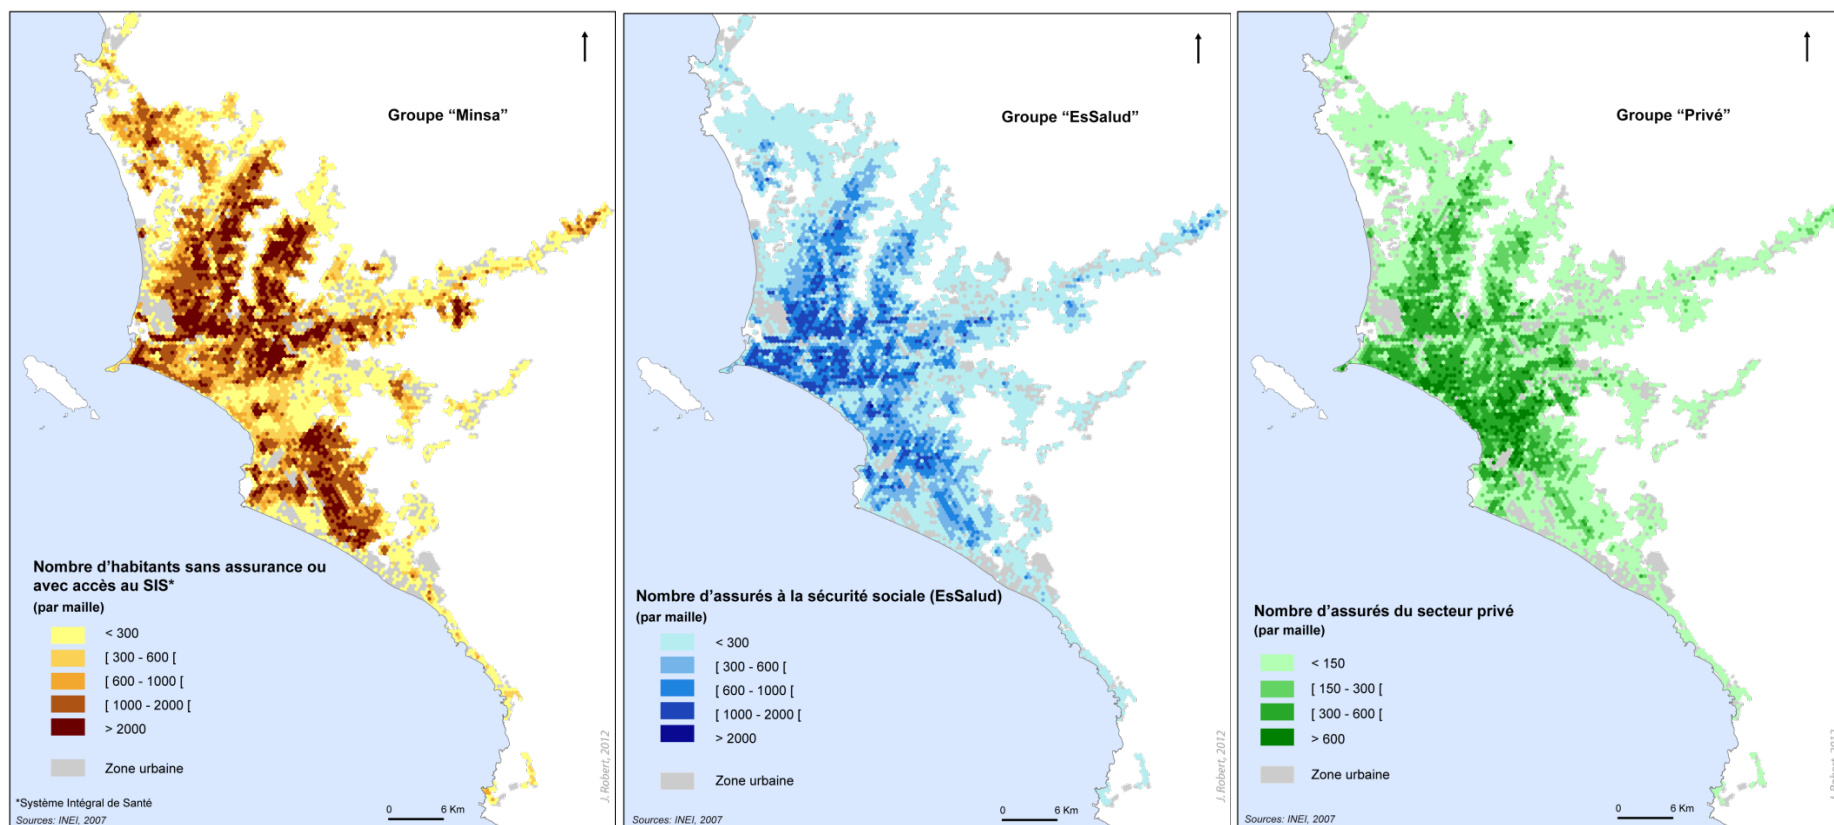 Groupe “Minsa”
Nombre d’habitants sans assurance ou
avec accès au SIS*
(par maille)
< 300
[ 300 - 600 [
[ 600 - 1000 [
[ 1000 - 2000 [
> 2000
Zone urbaine
*Système Intégral de Santé
Sources: INEI, 2007
0 6 Km
J. Robert, 2012
Groupe “EsSalud”
Nombre d’assurés à la sécurité sociale (EsSalud)
(par maille)
< 300
[ 300 - 600 [
[ 600 - 1000 [
[ 1000 - 2000 [
> 2000
Zone urbaine
Sources: INEI, 2007
0 6 Km
J. Robert, 2012
Groupe “Privé”
Nombre d’assurés du secteur privé
(par maille)
< 150
[ 150 - 300 [
[ 300 - 600 [
> 600
Zone urbaine
Sources: INEI, 2007
0 6 Km
J. Robert, 2012